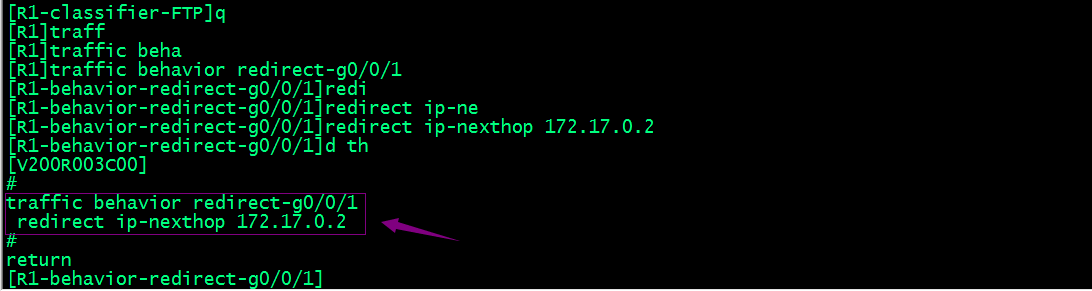 [R1-classifier-FTP]q
[R1]traff
[R1]traffic beha
[R1]traffic behavior redirect-g0/0/1
[R1-behavior-redirect-g0/0/1]redi
[R1-behavior-redirect-g0/0/1]redirect ip-ne
[R1-behavior-redirect-g0/0/1]redirect ip-nexthop 172.17.0.2
[R1-behavior-redirect-g0/0/1]d th
[V200R003C00]
#
traffic behavior redirect-g0/0/1
 redirect ip-nexthop 172.17.0.2
#
return
[R1-behavior-redirect-g0/0/1]